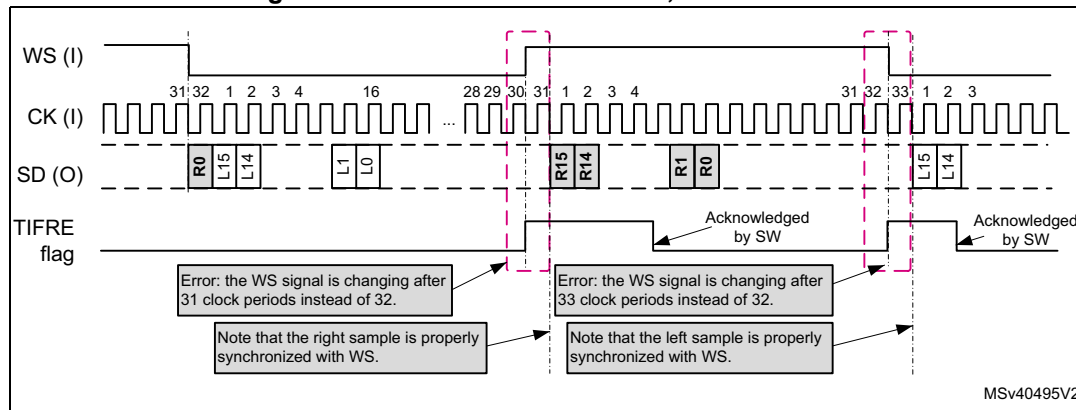 WS (I)
31 32 1 2 3 4 16 28 29 30 31 1 2 3 4 31 32 33 1 2 3
CK (I)
...
SD (O)
R0 L15 L14 L1 L0 R15 R14 R1 R0 L15 L14
TIFRE
flag
Acknowledged
by SW
Acknowledged
by SW
Error: the WS signal is changing after
31 clock periods instead of 32.
Error: the WS signal is changing after
33 clock periods instead of 32.
Note that the right sample is properly
synchronized with WS.
Note that the left sample is properly
synchronized with WS.
MSv40495V2